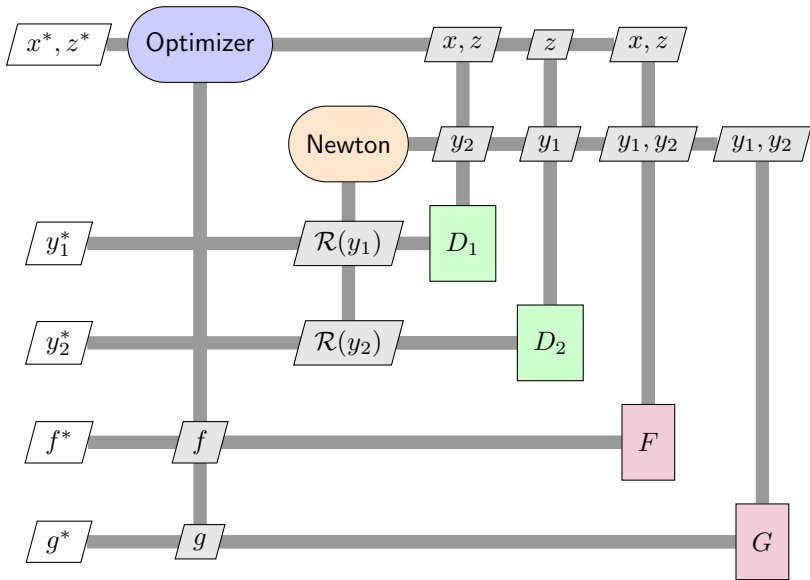 x*, z* Optimizer x, z z x, z
Newton y₂ y₁ y₁, y₂ y₁, y₂
y₁* ℛ(y₁) D₁
y₂* ℛ(y₂) D₂
f* f F
g* g G